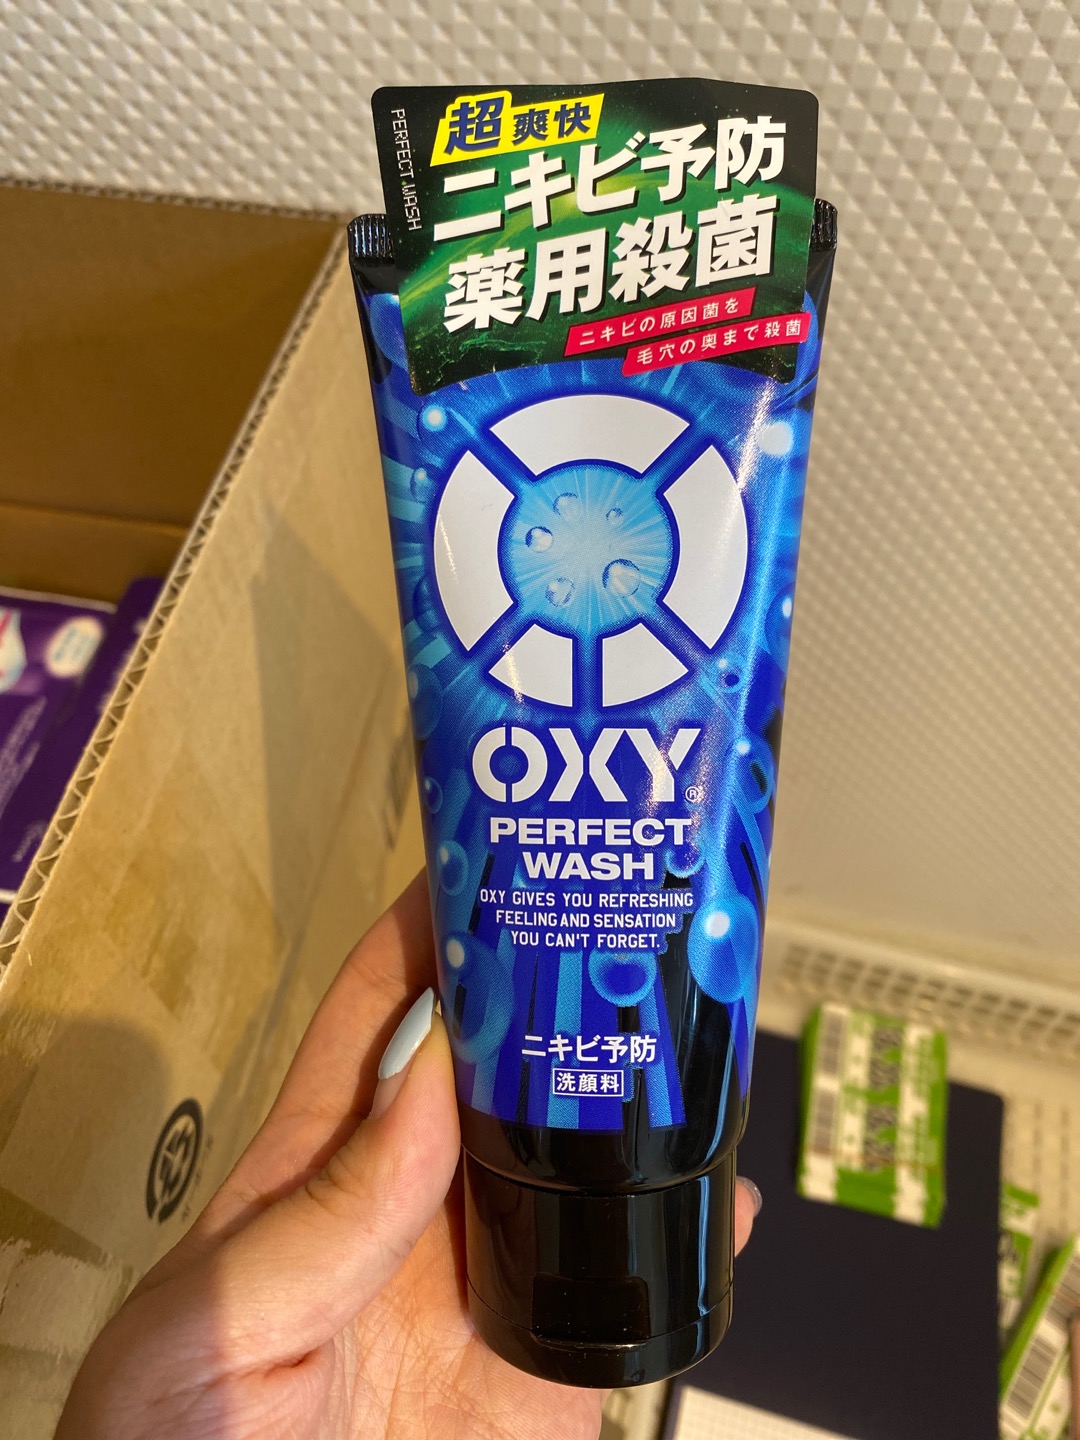 PERFECT WASH
超爽快
ニキビ予防
薬用殺菌
ニキビの原因菌を
毛穴の奥まで殺菌
OXY®
PERFECT
WASH
OXY GIVES YOU REFRESHING
FEELING AND SENSATION
YOU CAN'T FORGET.
ニキビ予防
洗顔料